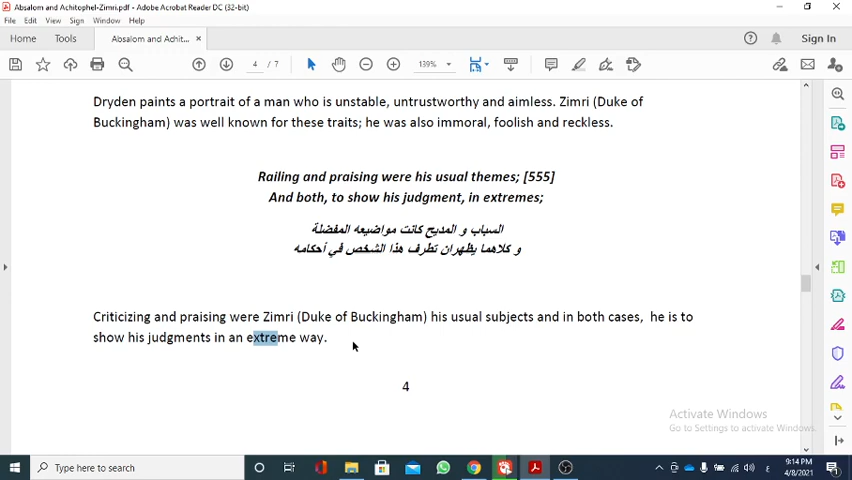 Absalom and Achitophel-Zimri.pdf - Adobe Acrobat Reader DC (32-bit)
File Edit View Sign Window Help
Home Tools Absalom and Achit... × Sign In
4 / 7 139%
Dryden paints a portrait of a man who is unstable, untrustworthy and aimless. Zimri (Duke of
Buckingham) was well known for these traits; he was also immoral, foolish and reckless.
Railing and praising were his usual themes; [555]
And both, to show his judgment, in extremes;
السباب و المديح كانت مواضيعه المفضلة
و كلاهما يظهران تطرف هذا الشخص في أحكامه
Criticizing and praising were Zimri (Duke of Buckingham) his usual subjects and in both cases, he is to
show his judgments in an extreme way.
4
Activate Windows
Go to Settings to activate Windows.
Type here to search
ع 9:14 PM
4/8/2021